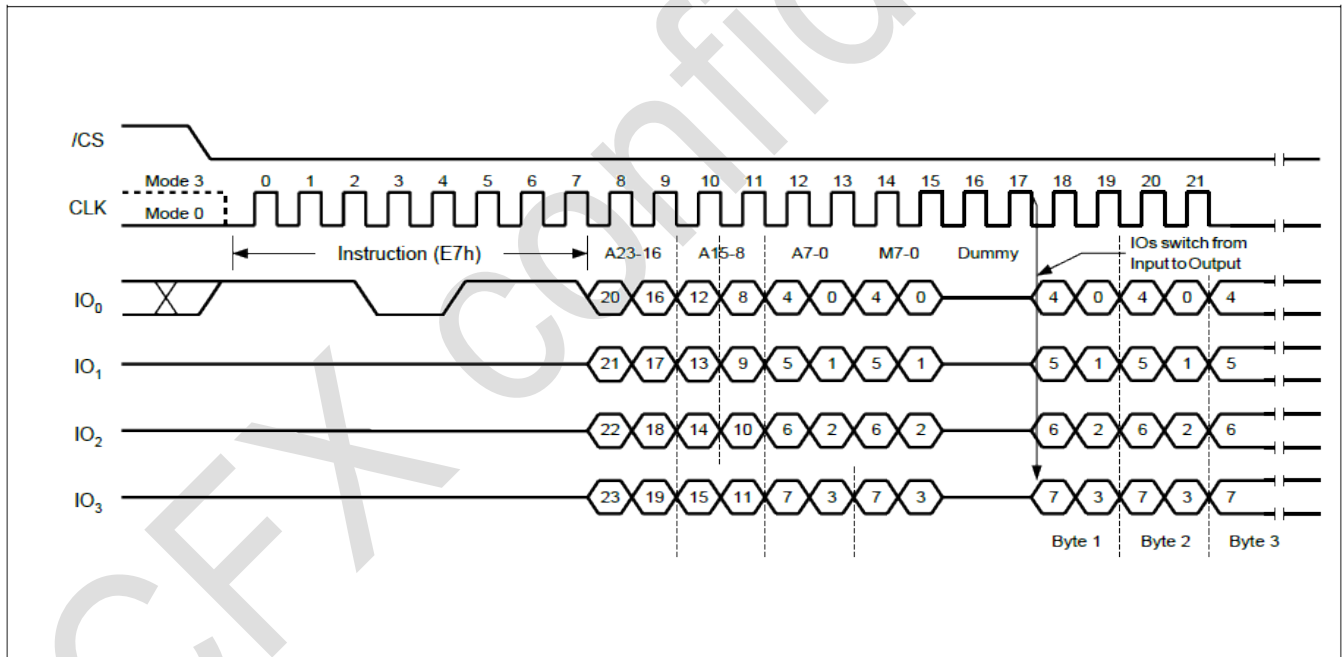 CFX confid
/CS
Mode 3
0 1 2 3 4 5 6 7 8 9 10 11 12 13 14 15 16 17 18 19 20 21
CLK
Mode 0
Instruction (E7h)
A23-16 A15-8 A7-0 M7-0 Dummy
IOs switch from
Input to Output
IO0 20 16 12 8 4 0 4 0 4 0 4 0 4
IO1 21 17 13 9 5 1 5 1 5 1 5 1 5
IO2 22 18 14 10 6 2 6 2 6 2 6 2 6
IO3 23 19 15 11 7 3 7 3 7 3 7 3 7
Byte 1 Byte 2 Byte 3